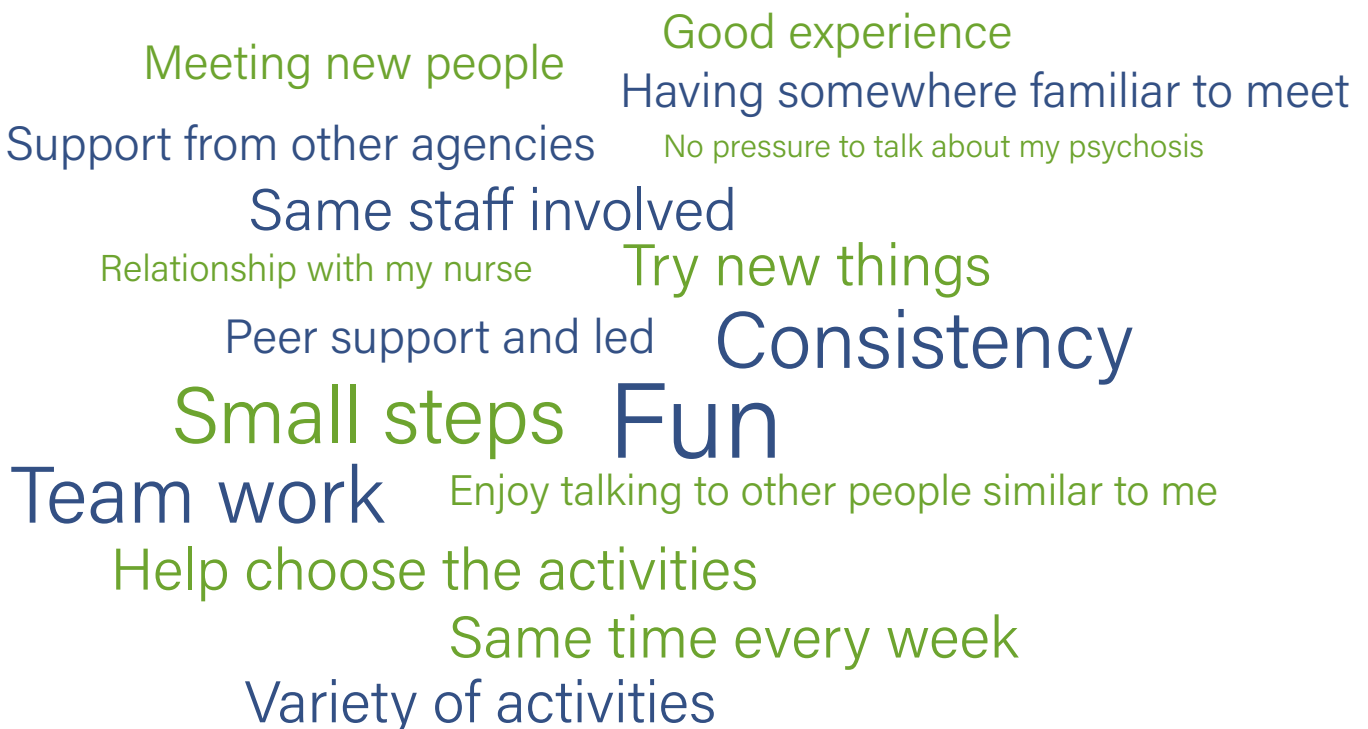 Good experience
Meeting new people
Having somewhere familiar to meet
Support from other agencies
No pressure to talk about my psychosis
Same staff involved
Relationship with my nurse
Try new things
Peer support and led
Consistency
Small steps
Fun
Team work
Enjoy talking to other people similar to me
Help choose the activities
Same time every week
Variety of activities